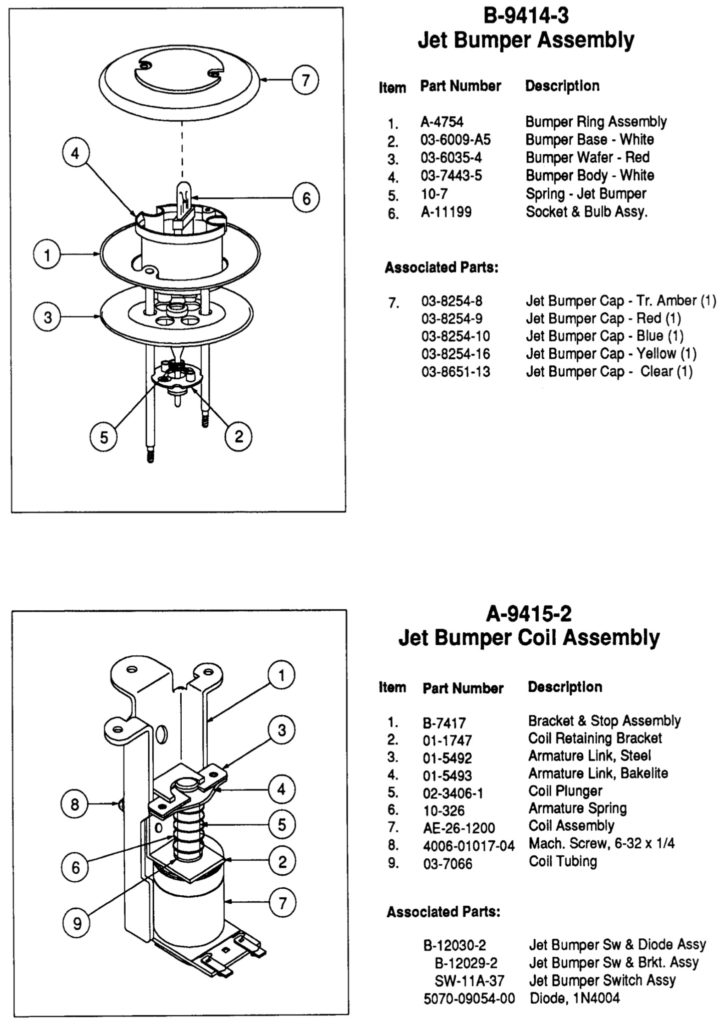 B-9414-3
Jet Bumper Assembly
Item Part Number Description
1. A-4754 Bumper Ring Assembly
2. 03-6009-A5 Bumper Base - White
3. 03-6035-4 Bumper Wafer - Red
4. 03-7443-5 Bumper Body - White
5. 10-7 Spring - Jet Bumper
6. A-11199 Socket & Bulb Assy.
Associated Parts:
7. 03-8254-8 Jet Bumper Cap - Tr. Amber (1)
03-8254-9 Jet Bumper Cap - Red (1)
03-8254-10 Jet Bumper Cap - Blue (1)
03-8254-16 Jet Bumper Cap - Yellow (1)
03-8651-13 Jet Bumper Cap - Clear (1)
7
4
6
1
3
5
2
A-9415-2
Jet Bumper Coil Assembly
Item Part Number Description
1. B-7417 Bracket & Stop Assembly
2. 01-1747 Coil Retaining Bracket
3. 01-5492 Armature Link, Steel
4. 01-5493 Armature Link, Bakelite
5. 02-3406-1 Coil Plunger
6. 10-326 Armature Spring
7. AE-26-1200 Coil Assembly
8. 4006-01017-04 Mach. Screw, 6-32 x 1/4
9. 03-7066 Coil Tubing
Associated Parts:
B-12030-2 Jet Bumper Sw & Diode Assy
B-12029-2 Jet Bumper Sw & Brkt. Assy
SW-11A-37 Jet Bumper Switch Assy
5070-09054-00 Diode, 1N4004
1
3
8
4
5
6
2
7
9